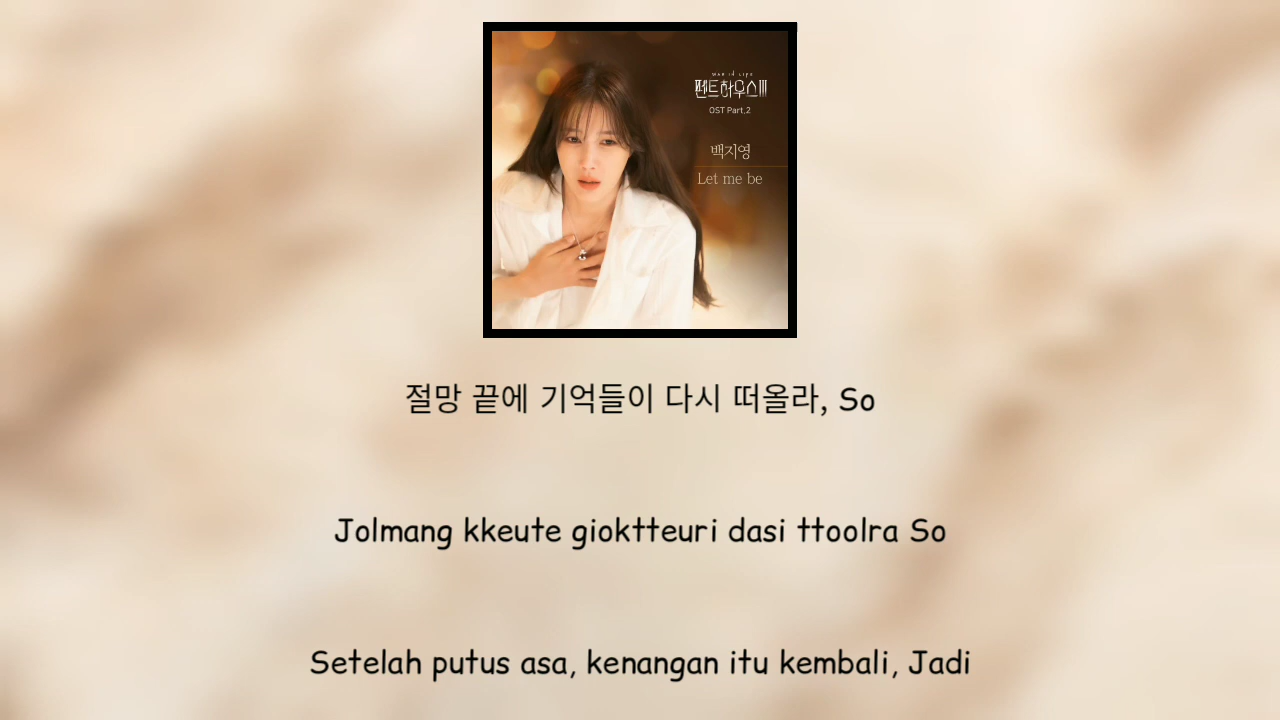 WAR in LIFE
펜트하우스III
OST Part.2
백지영
Let me be
절망 끝에 기억들이 다시 떠올라, So
Jolmang kkeute gioktteuri dasi ttoolra So
Setelah putus asa, kenangan itu kembali, Jadi